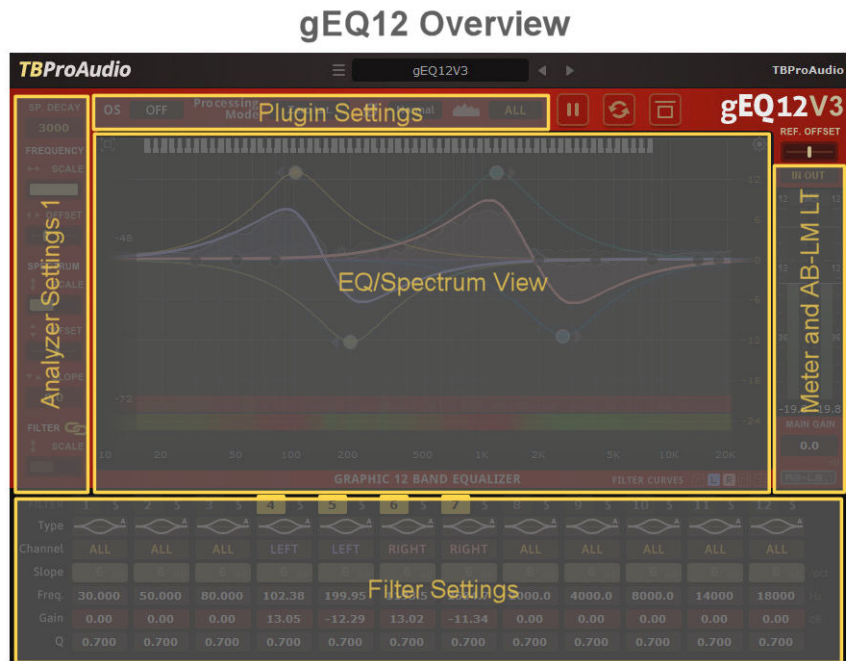 gEQ12 Overview
TBProAudio
gEQ12V3
TBProAudio
SP. DECAY
3000
OS OFF Processing Mode
Plugin Settings
ALL
gEQ12V3
REF. OFFSET
FREQUENCY
SCALE
OFFSET
SPECTRUM
SCALE
SLOPE
FILTER
SCALE
Analyzer Settings 1
EQ/Spectrum View
-48
-72
12
6
0
-6
-12
-18
-24
10 20 50 100 200 500 1K 2K 5K 10K 20K
IN OUT
Meter and AB-LM LT
MAIN GAIN
0.0
AB-LM
GRAPHIC 12 BAND EQUALIZER
FILTER CURVES L R
FILTER 1 S 2 S 3 S 4 S 5 S 6 S 7 S 8 S 9 S 10 S 11 S 12 S
Type
Channel ALL ALL ALL LEFT LEFT RIGHT RIGHT ALL ALL ALL ALL ALL
Slope
Filter Settings
Freq. 30.000 50.000 80.000 102.38 199.95 4000.0 8000.0 14000 18000 Hz
Gain 0.00 0.00 0.00 13.05 -12.29 13.02 -11.34 0.00 0.00 0.00 0.00 0.00 dB
Q 0.700 0.700 0.700 0.700 0.700 0.700 0.700 0.700 0.700 0.700 0.700 0.700